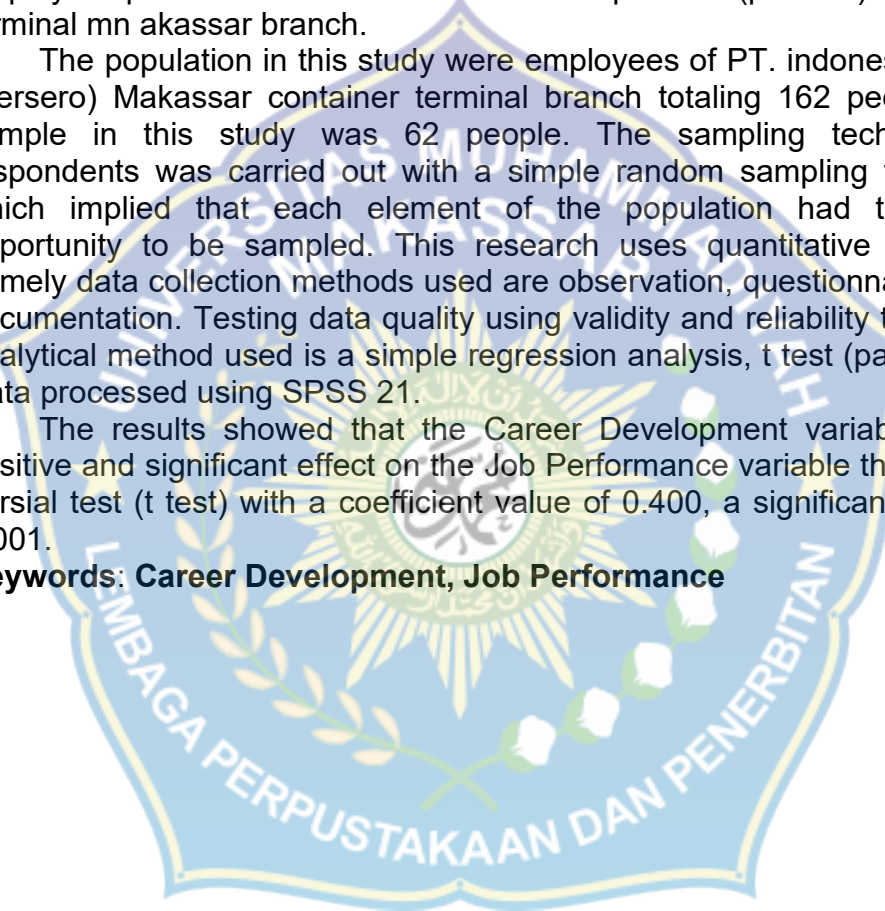 rminal mn akassar branch.
The population in this study were employees of PT. indones
ersero) Makassar container terminal branch totaling 162 peo
mple in this study was 62 people. The sampling tech
spondents was carried out with a simple random sampling
hich implied that each element of the population had t
portunity to be sampled. This research uses quantitative
mely data collection methods used are observation, questionna
cumentation. Testing data quality using validity and reliability t
alytical method used is a simple regression analysis, t test (pa
ata processed using SPSS 21.
The results showed that the Career Development variab
sitive and significant effect on the Job Performance variable th
rsial test (t test) with a coefficient value of 0.400, a significan
001.
eywords: Career Development, Job Performance
UNIVERSITAS MUHAMMADIYAH
MAKASSAR
LEMBAGA PERPUSTAKAAN DAN PENERBITAN